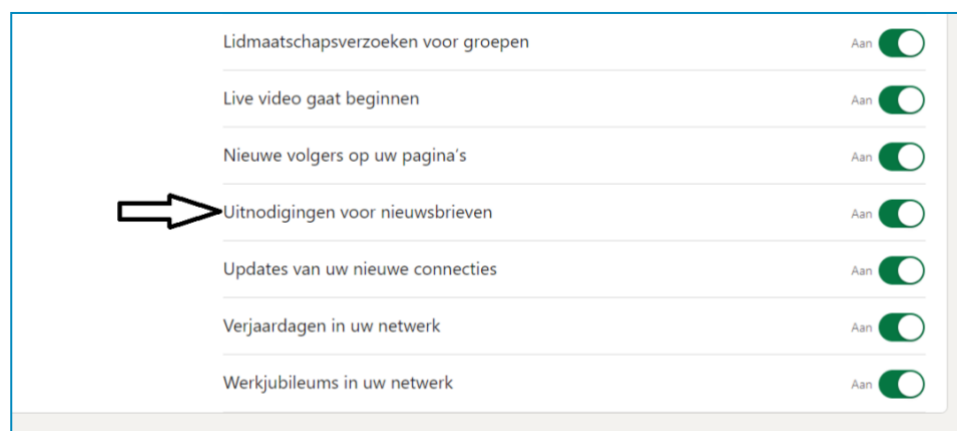 Lidmaatschapsverzoeken voor groepen Aan
Live video gaat beginnen Aan
Nieuwe volgers op uw pagina's Aan
Uitnodigingen voor nieuwsbrieven Aan
Updates van uw nieuwe connecties Aan
Verjaardagen in uw netwerk Aan
Werkjubileums in uw netwerk Aan